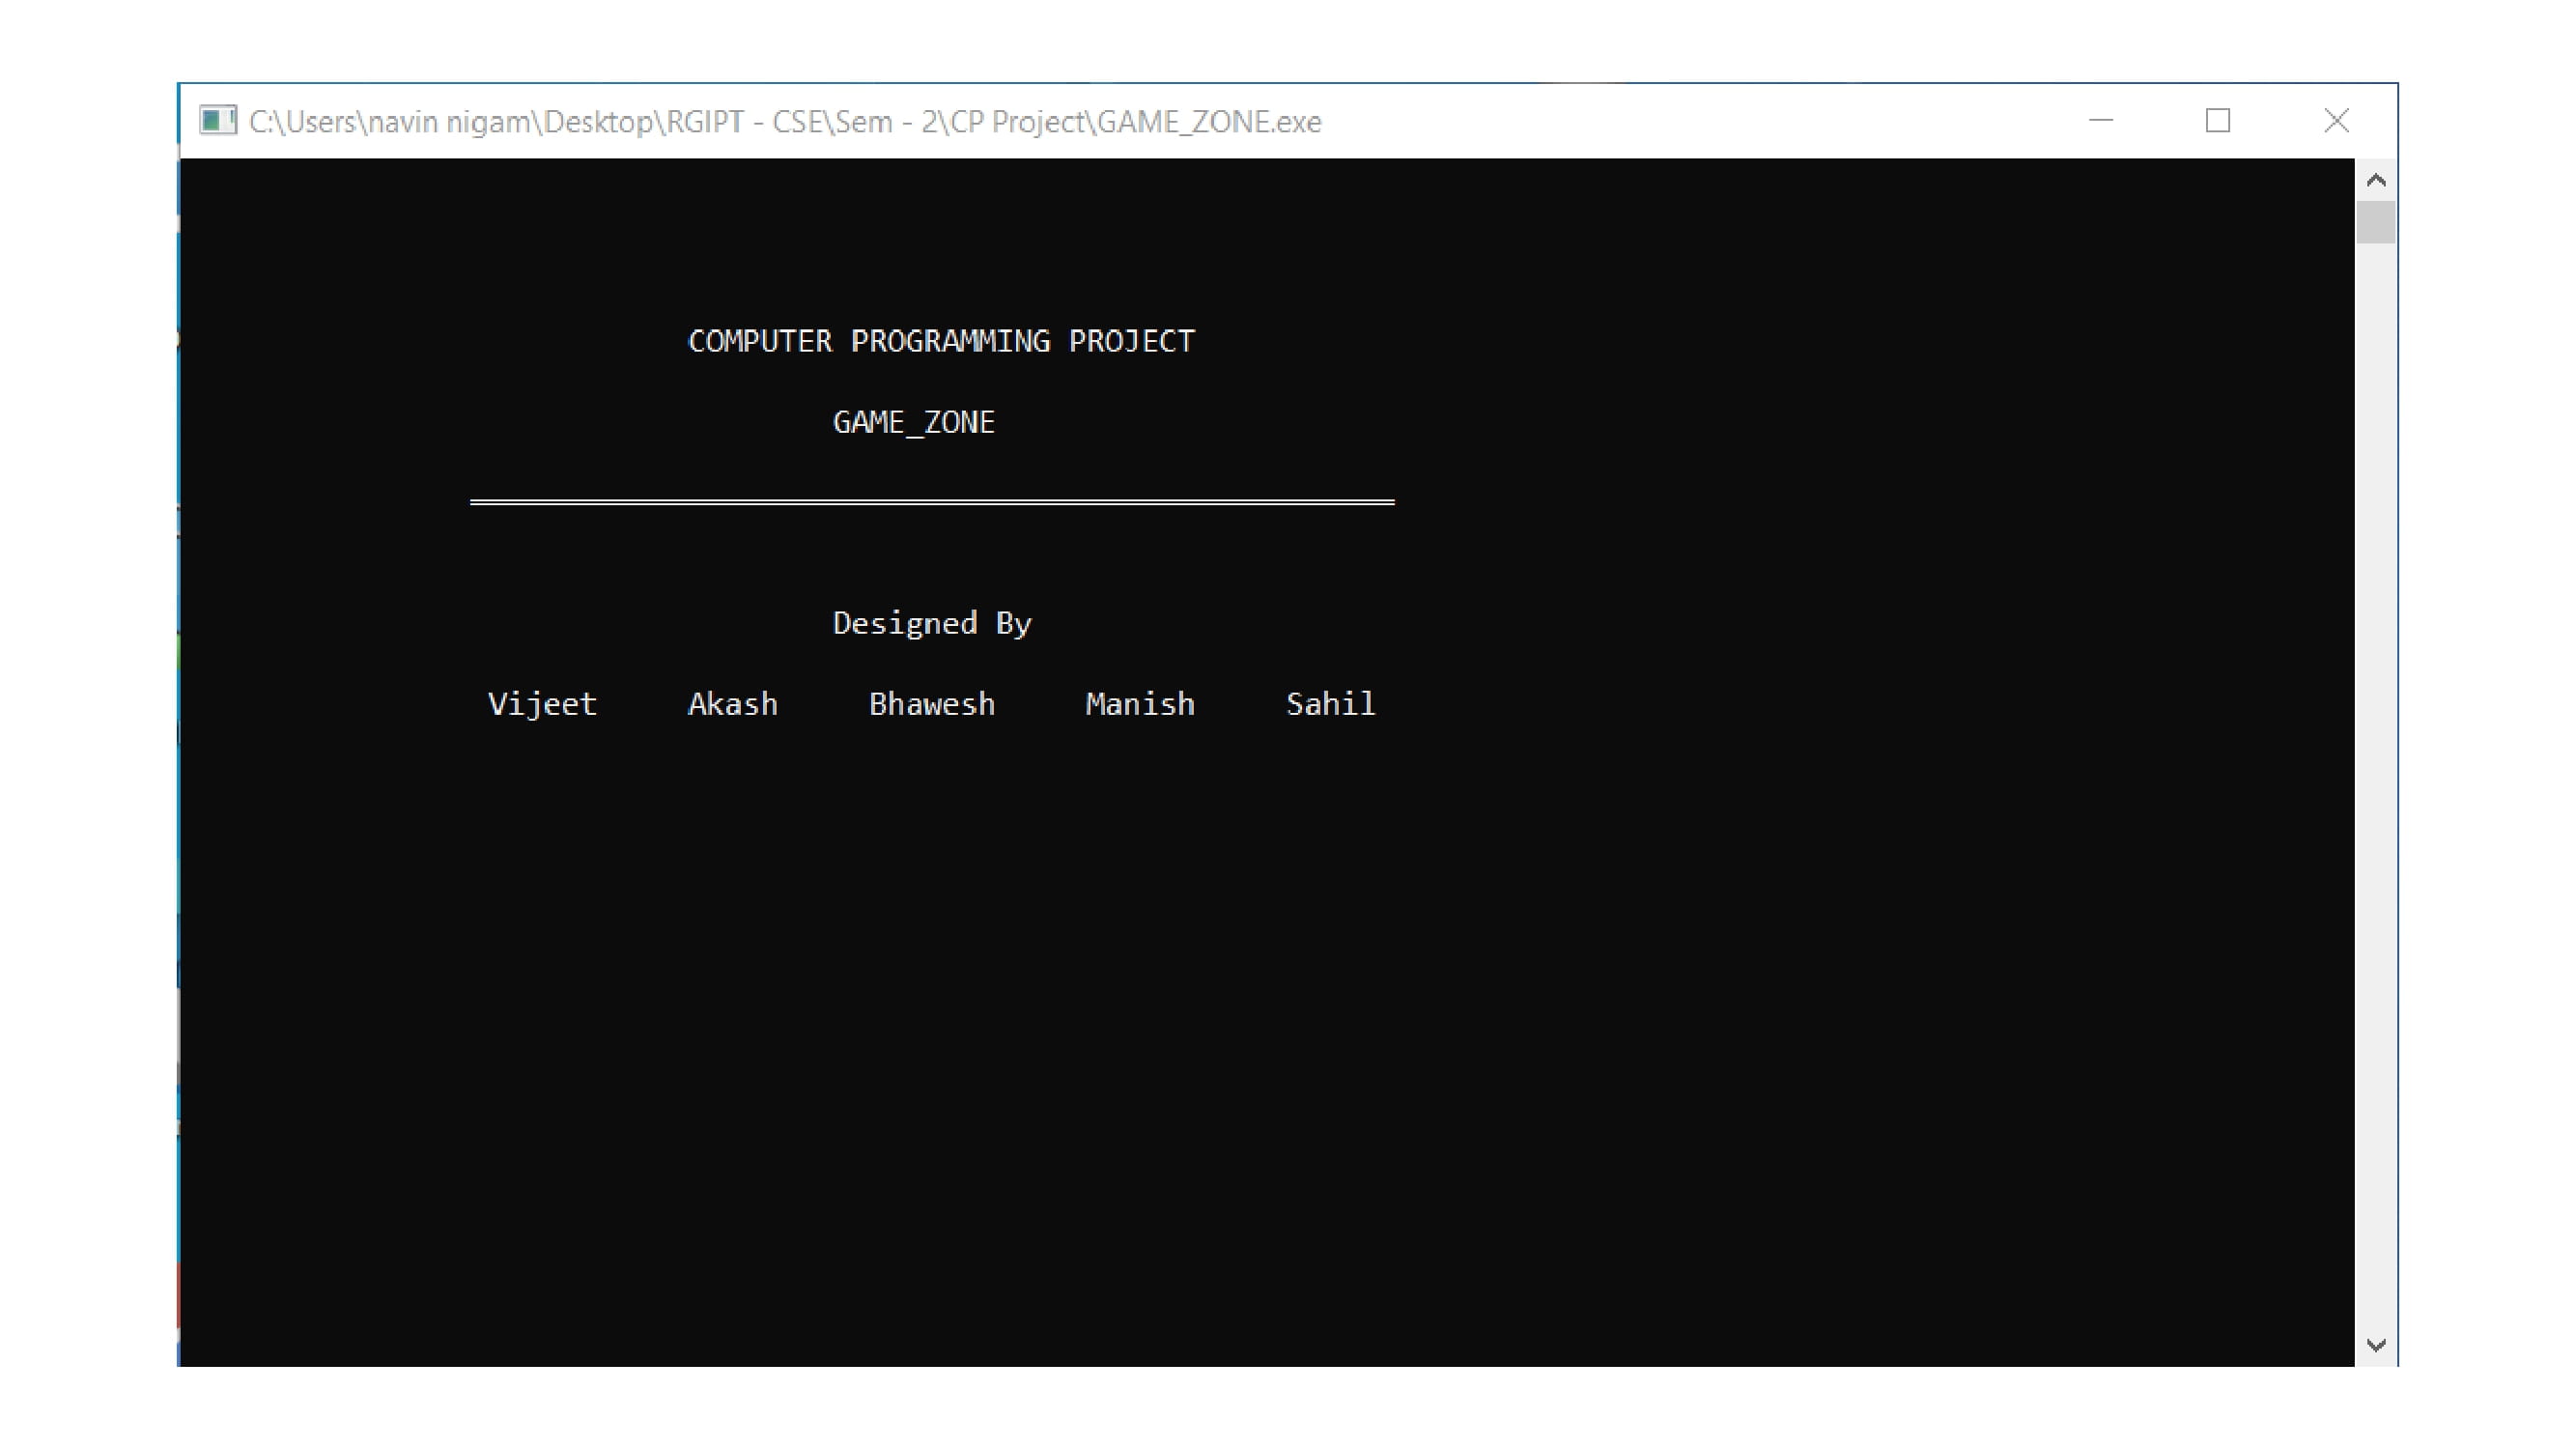 C:\Users\navin nigam\Desktop\RGIPT - CSE\Sem - 2\CP Project\GAME_ZONE.exe
COMPUTER PROGRAMMING PROJECT
GAME_ZONE
Designed By
Vijeet Akash Bhawesh Manish Sahil